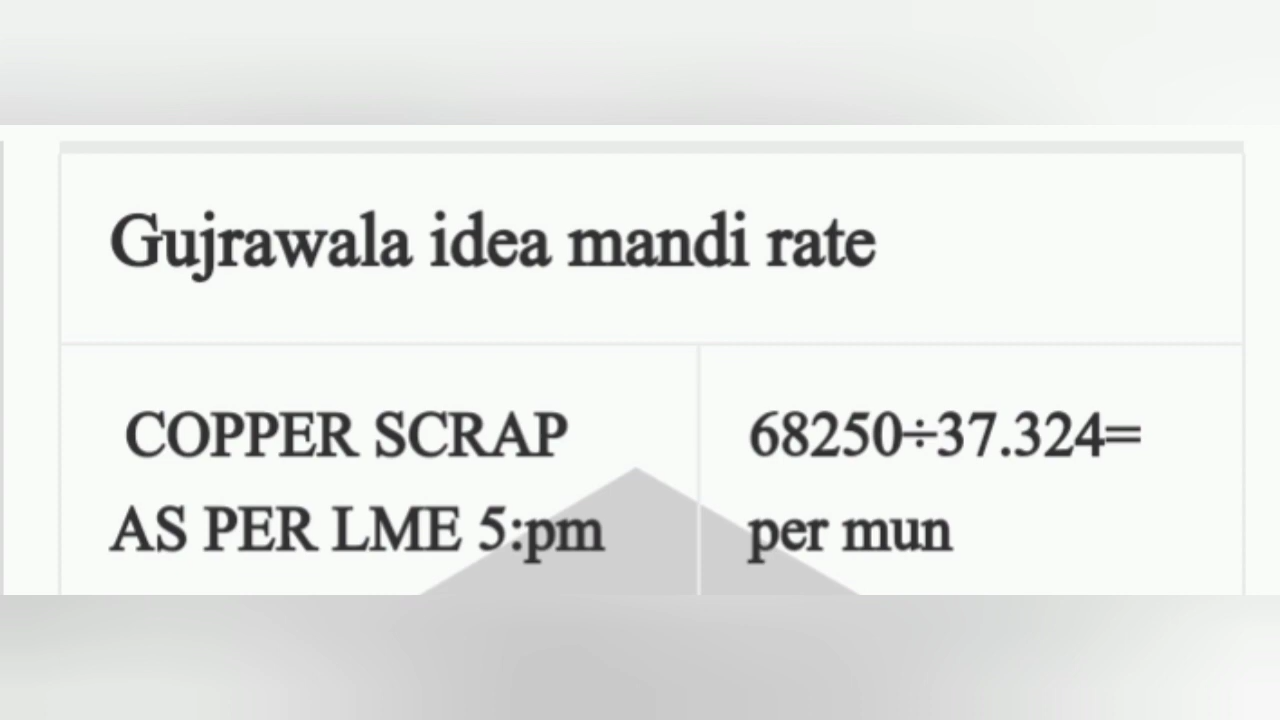 Gujrawala idea mandi rate
COPPER SCRAP
AS PER LME 5:pm
68250÷37.324=
per mun